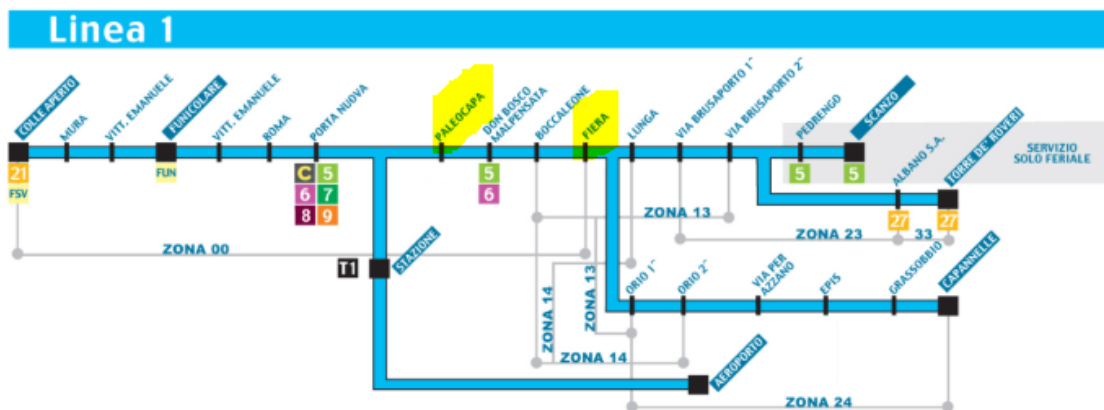 Linea 1
COLLE APERTO
MURA
VITT. EMANUELE
FUNICOLARE
VITT. EMANUELE
ROMA
PORTA NUOVA
PALEOCAPA
DON BOSCO
MALPENSATA
BOCCALEONE
FIERA
LUNGA
VIA BRUSAPORTO 1^
VIA BRUSAPORTO 2^
PEDRENGO
SCANZO
ALBANO S.A.
TORRE DE' ROVERI
SERVIZIO
SOLO FERIALE
21
FSV
FUN
C 5
6 7
8 9
5
6
5
5
27
27
ZONA 00
ZONA 13
ZONA 23
33
T1
STAZIONE
ZONA 14
ZONA 13
ORIO 1^
ORIO 2^
VIA PER
AZZANO
EPIS
GRASSOBBIO
CAPANNELLE
ZONA 14
AEROPORTO
ZONA 24